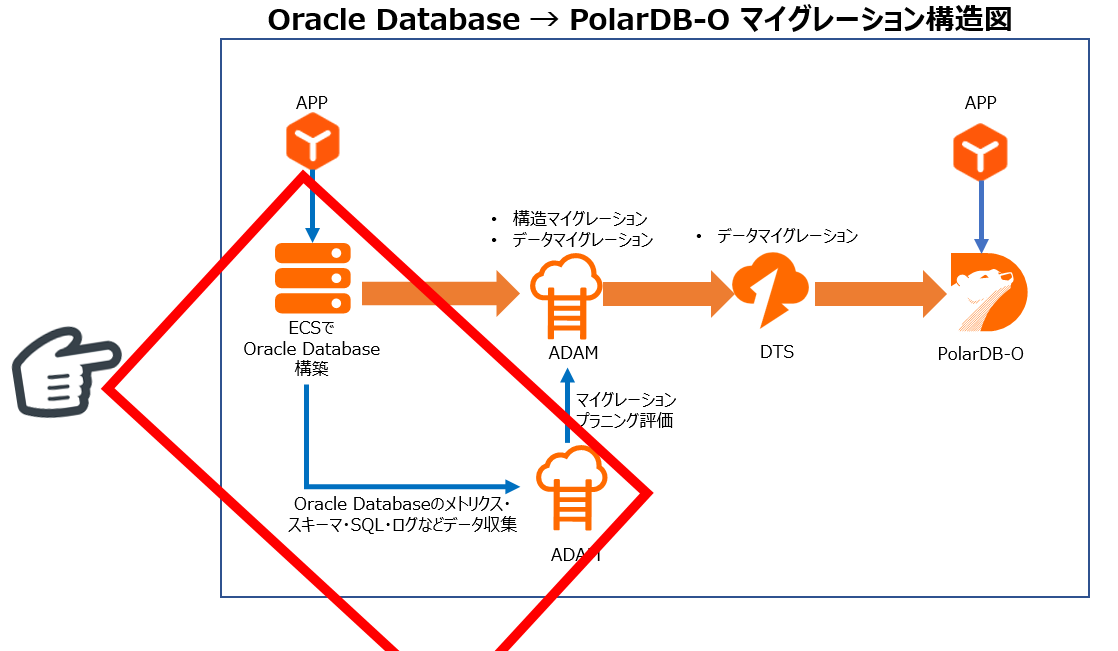 Oracle Database → PolarDB-O マイグレーション構造図
APP
APP
• 構造マイグレーション
• データマイグレーション
• データマイグレーション
ECSで
Oracle Database
構築
ADAM
DTS
PolarDB-O
マイグレーション
プラニング評価
Oracle Databaseのメトリクス・
スキーマ・SQL・ログなどデータ収集
ADAM